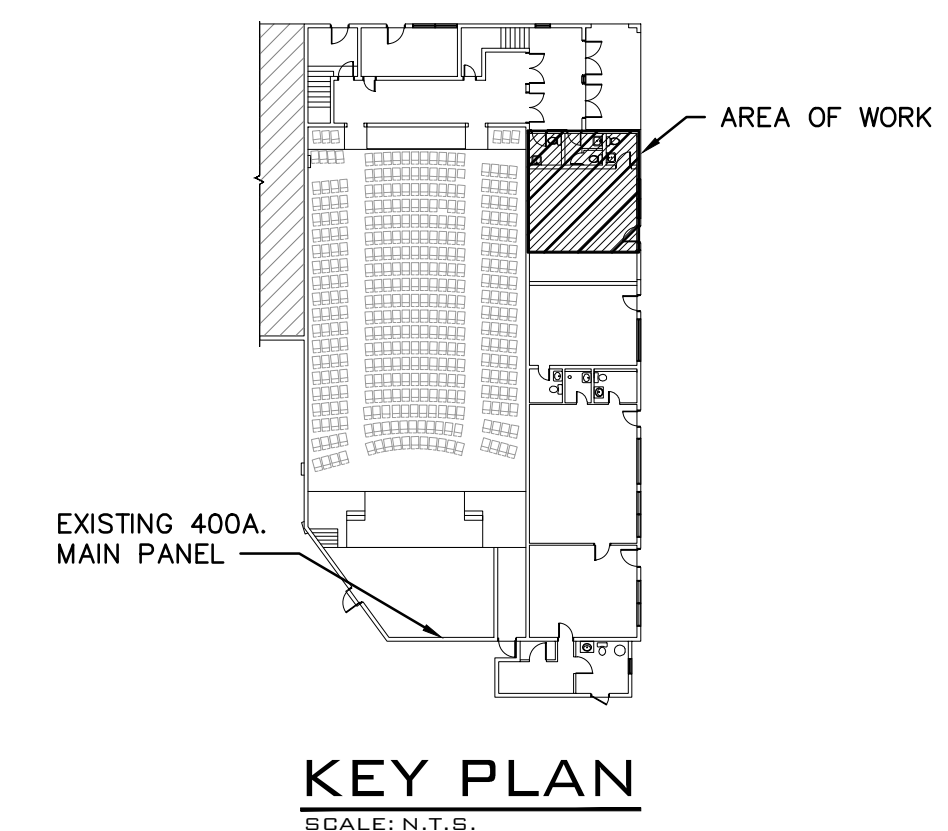 AREA OF WORK
EXISTING 400A.
MAIN PANEL
KEY PLAN
SCALE: N.T.S.